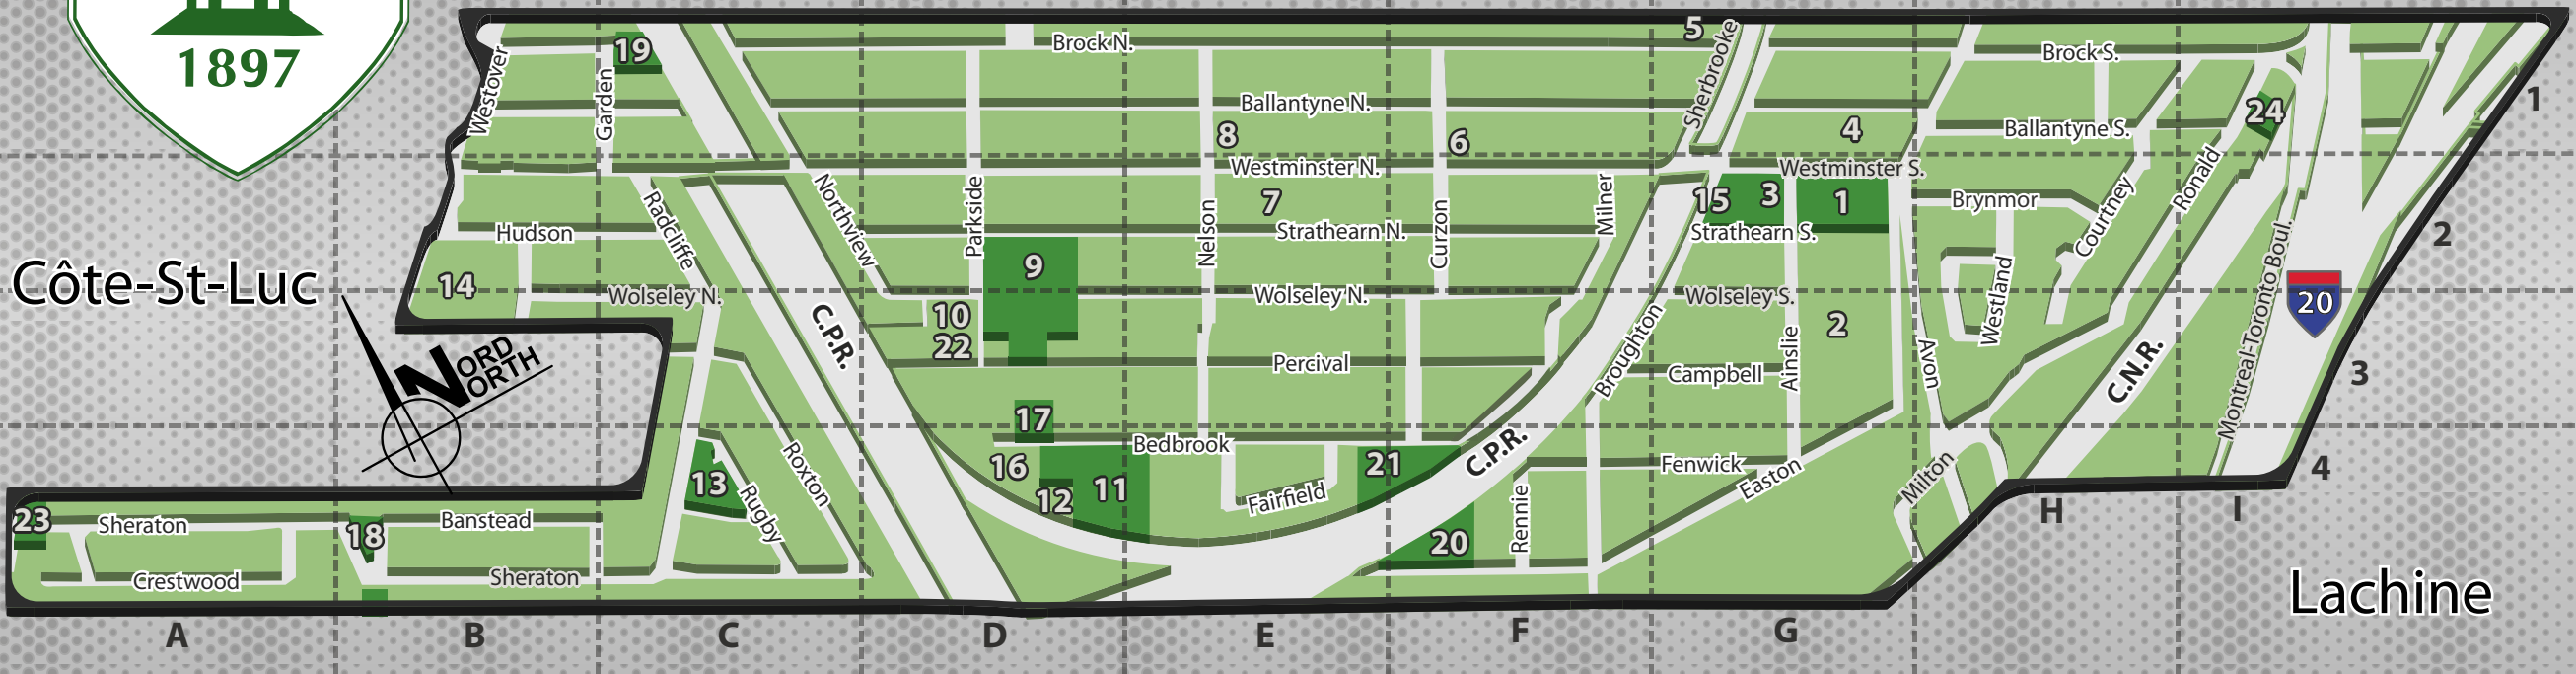 1897
Westover
Garden
19
Brock N.
5
Sherbrooke
Brock S.
Ballantyne N.
8
6
4
Ballantyne S.
24
1
Westminster N.
Westminster S.
Radcliffe
Northview
Parkside
Nelson
7
Curzon
Milner
15
3
1
Brynmor
Courtney
Ronald
Hudson
Strathearn N.
Strathearn S.
2
Côte-St-Luc
14
Wolseley N.
9
Wolseley N.
Wolseley S.
Westland
Montreal-Toronto Boul.
20
10
22
C.P.R.
Percival
Broughton
Campbell
Ainslie
2
Avon
C.N.R.
3
N
NORD
NORTH
17
Bedbrook
C.P.R.
16
12
11
21
Fairfield
Fenwick
Easton
Milton
4
13
Rugby
Roxton
23
Sheraton
18
Banstead
20
Rennie
H
I
Crestwood
Sheraton
Lachine
A
B
C
D
E
F
G